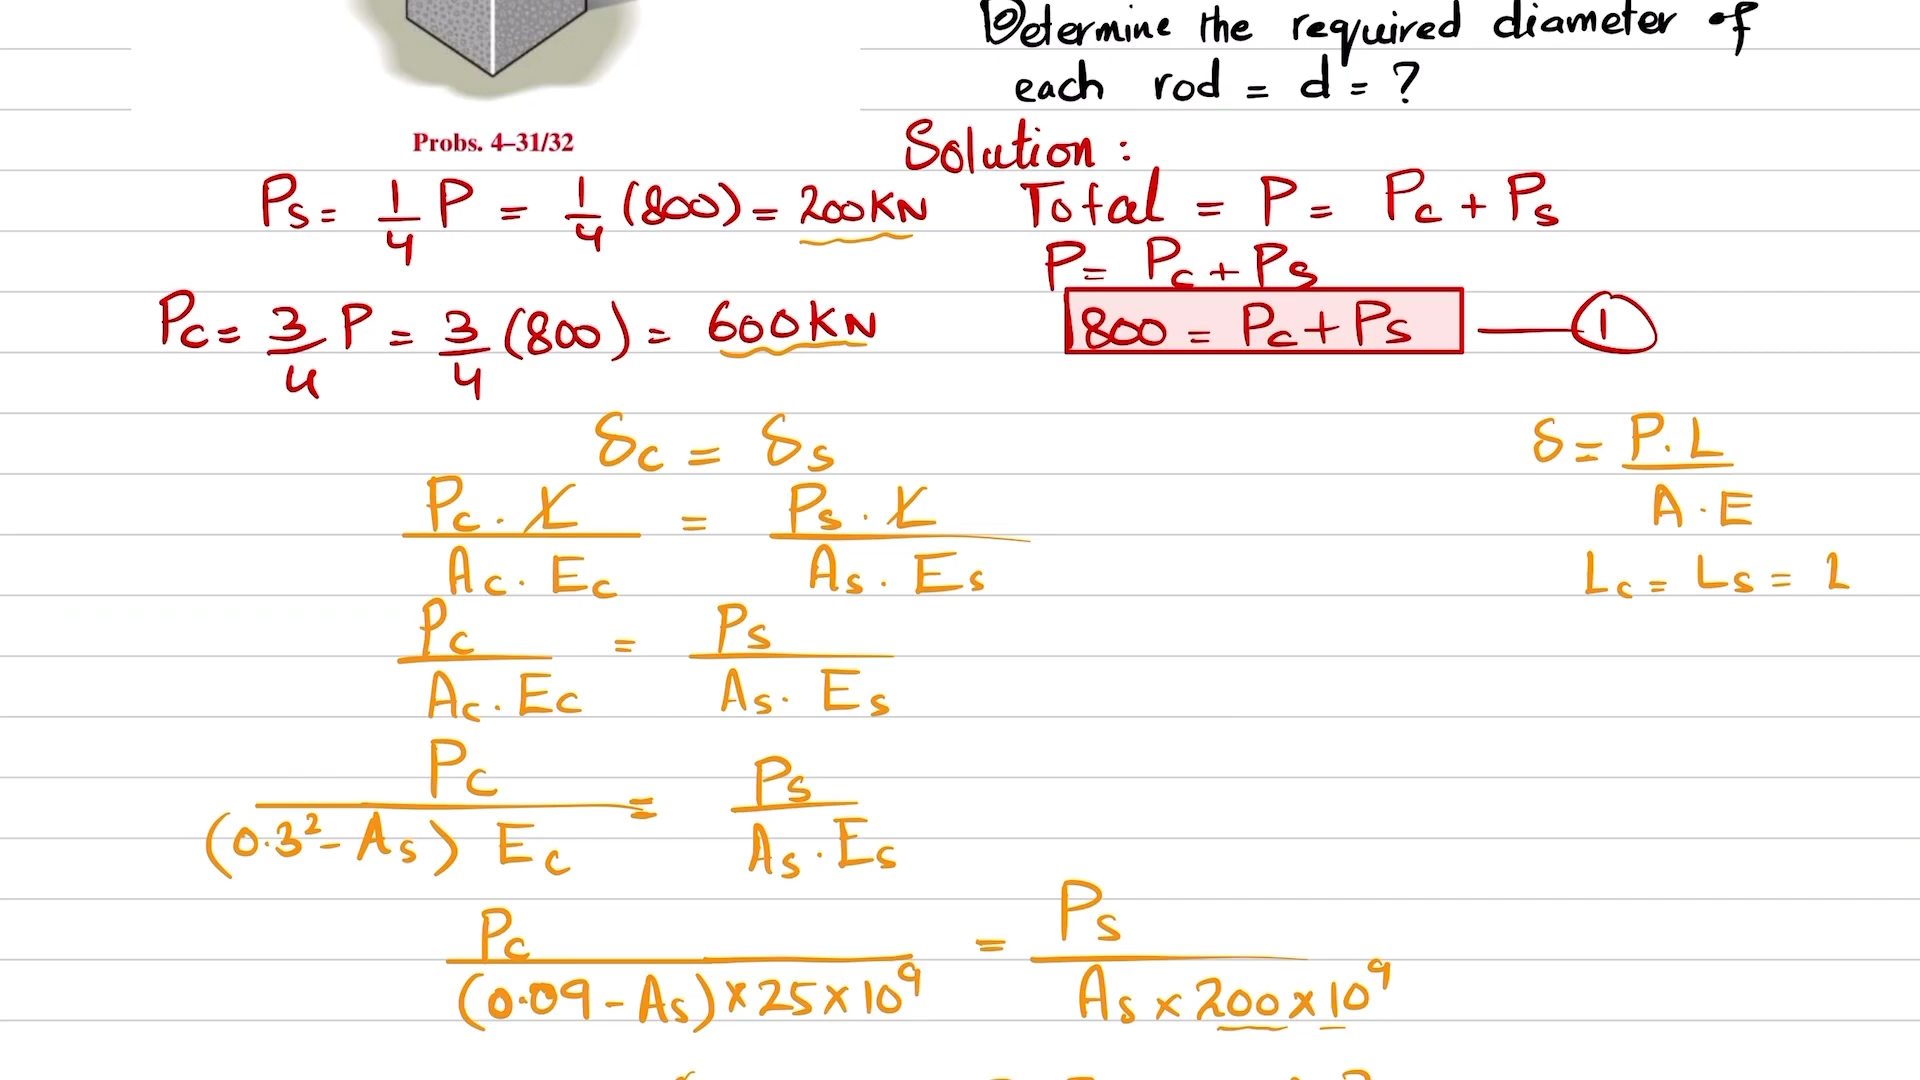 Determine the required diameter of
each rod = d = ?
Probs. 4–31/32
Solution :
Ps = 1/4 P = 1/4 (800) = 200KN
Total = P = Pc + Ps
P = Pc + Ps
Pc = 3/4 P = 3/4 (800) = 600KN
800 = Pc + Ps — 1
δc = δs
δ = P.L / A.E
Pc . L / Ac . Ec = Ps . L / As . Es
Lc = Ls = L
Pc / Ac . Ec = Ps / As . Es
Pc / (0.3² - As) Ec = Ps / As . Es
Pc / (0.09 - As) × 25 × 10⁹ = Ps / As × 200 × 10⁹